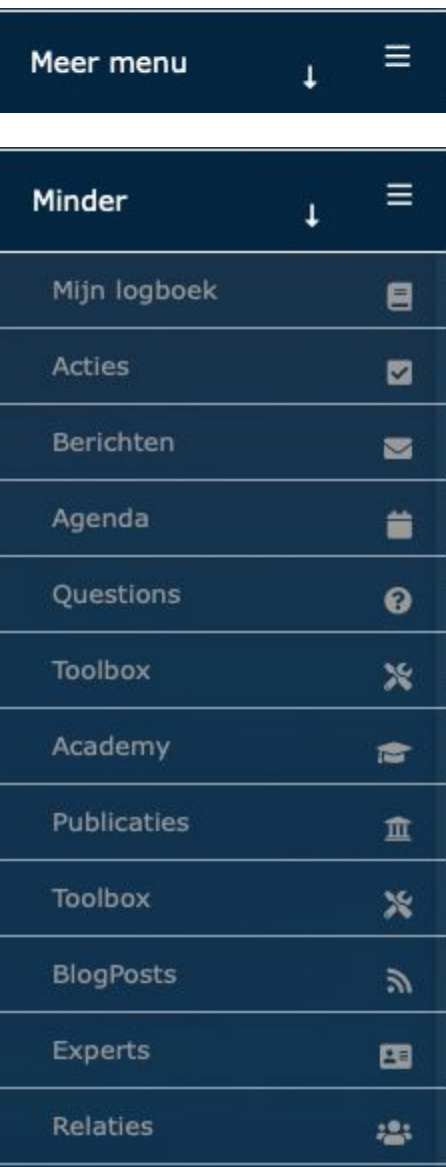 Meer menu
Minder
Mijn logboek
Acties
Berichten
Agenda
Questions
Toolbox
Academy
Publicaties
Toolbox
BlogPosts
Experts
Relaties